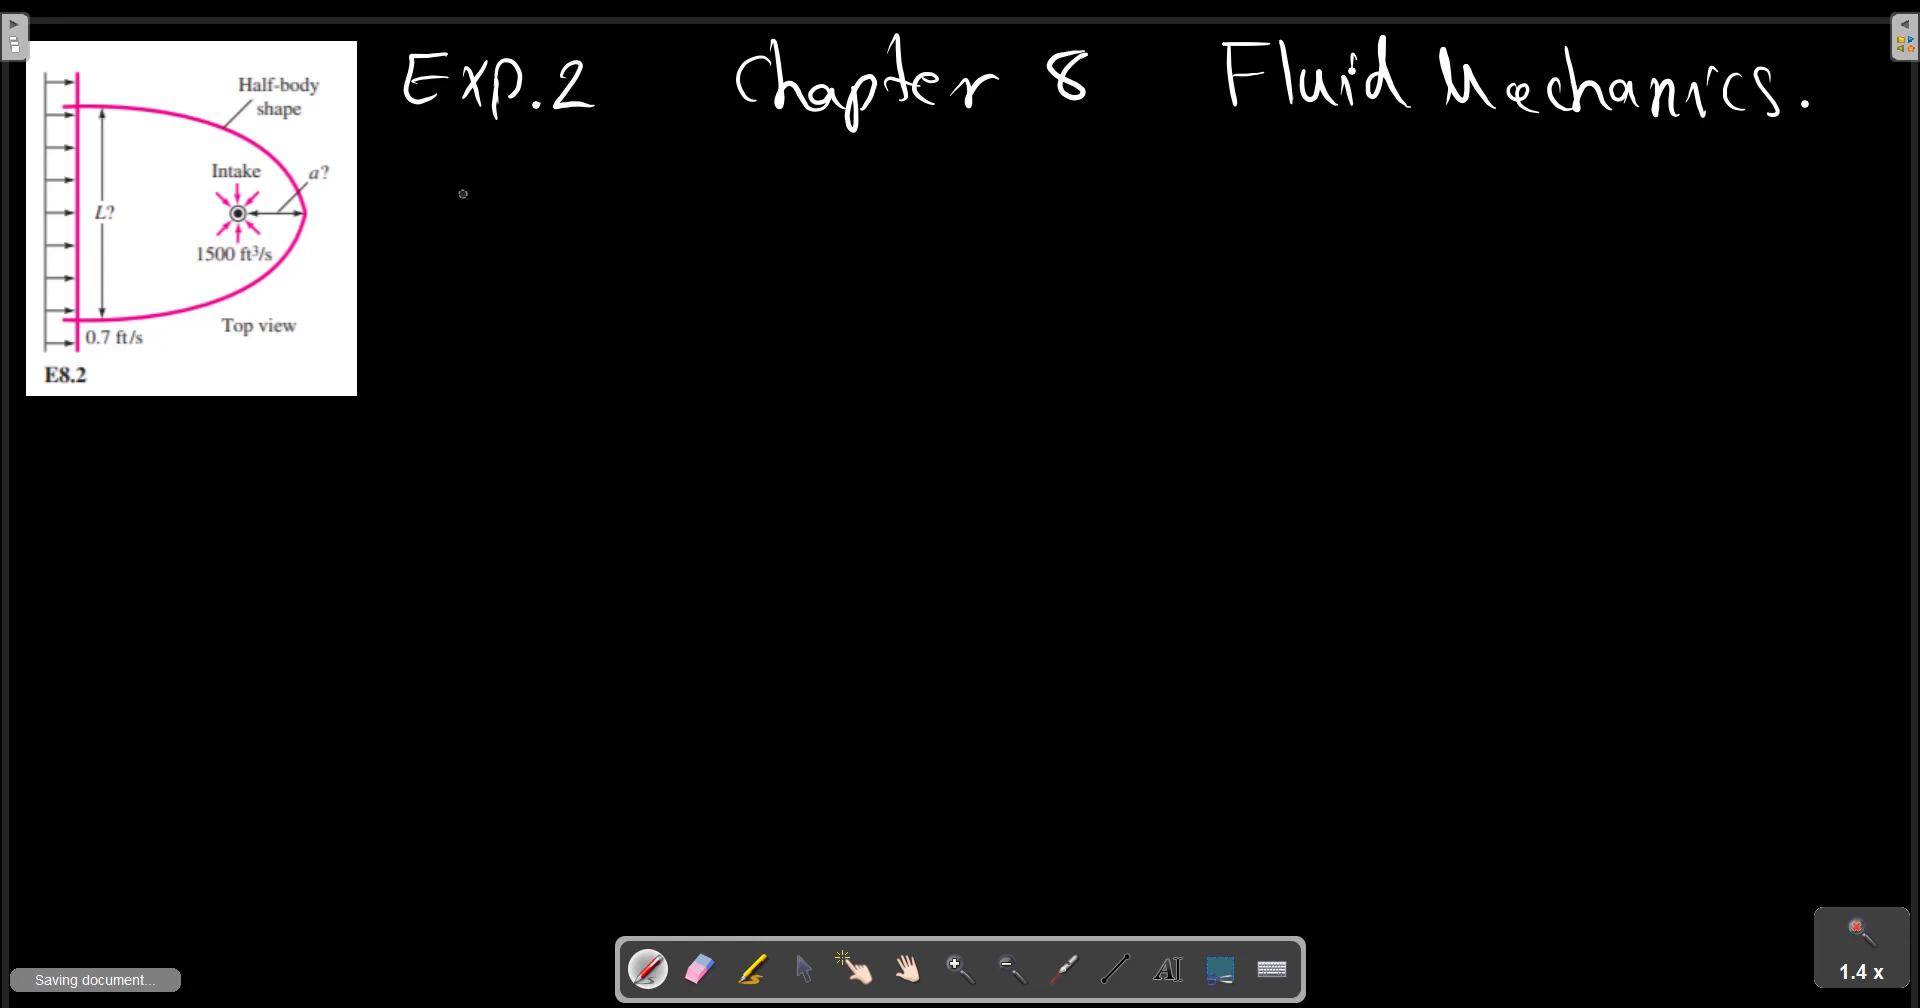 Exp.2 Chapter 8 Fluid Mechanics.
Half-body
shape
Intake
a?
L?
1500 ft³/s
Top view
0.7 ft/s
E8.2
AI
Saving document...
1.4 x